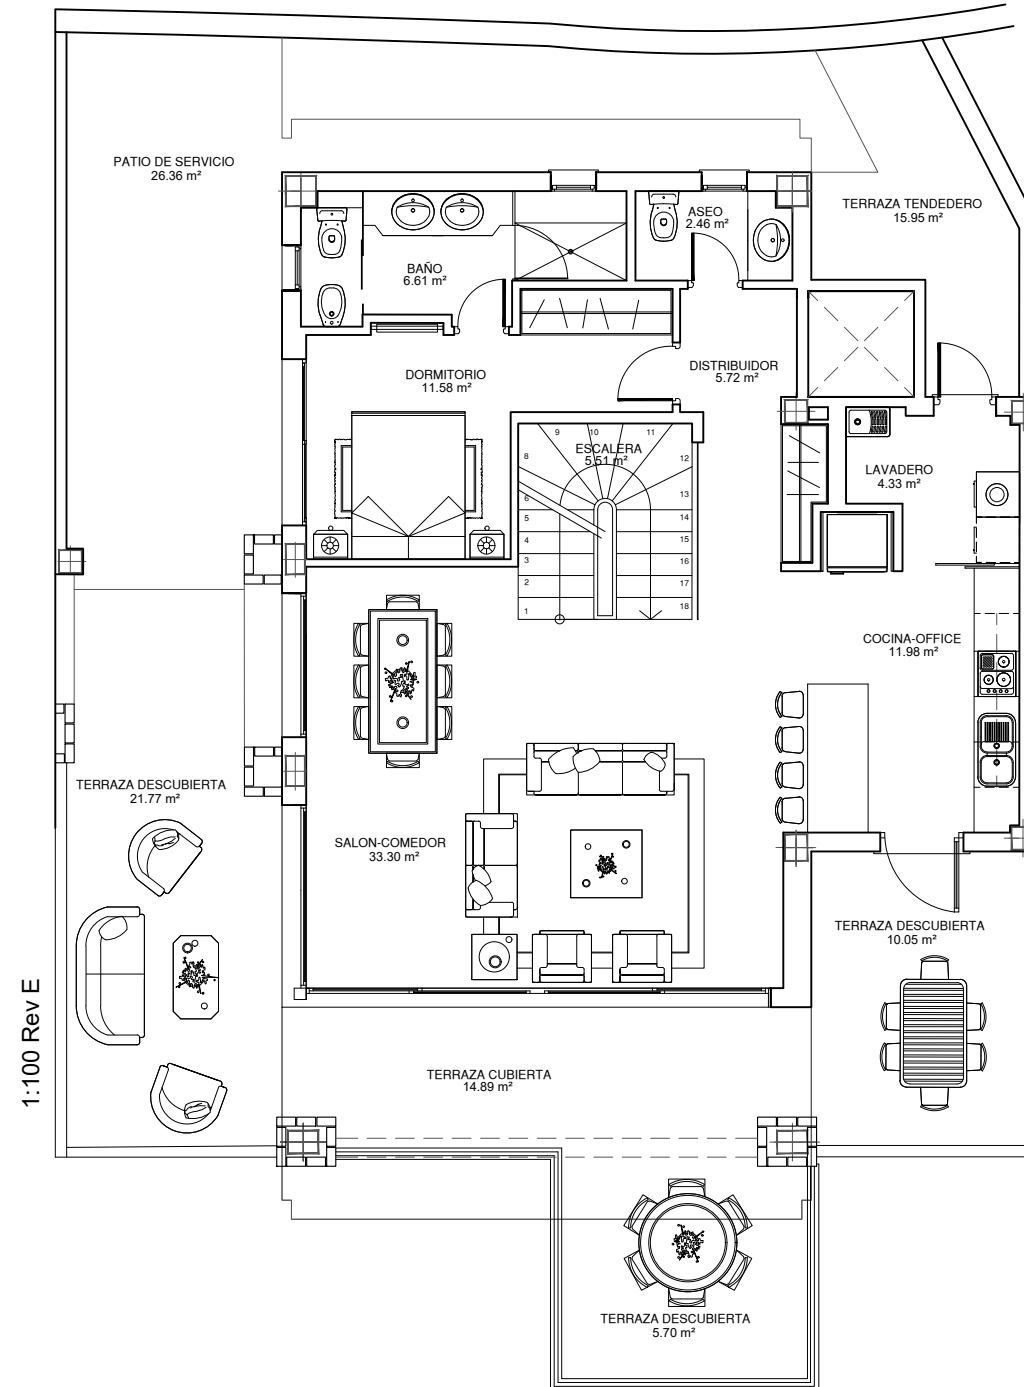 PATIO DE SERVICIO
26.36 m²
TERRAZA TENDEDERO
15.95 m²
ASEO
2.46 m²
BAÑO
6.61 m²
DORMITORIO
11.58 m²
DISTRIBUIDOR
5.72 m²
ESCALERA
5.51 m²
1
2
3
4
5
6
8
9
10
11
12
13
14
15
16
17
18
LAVADERO
4.33 m²
COCINA-OFFICE
11.98 m²
TERRAZA DESCUBIERTA
21.77 m²
SALON-COMEDOR
33.30 m²
TERRAZA DESCUBIERTA
10.05 m²
TERRAZA CUBIERTA
14.89 m²
TERRAZA DESCUBIERTA
5.70 m²
1:100 Rev E